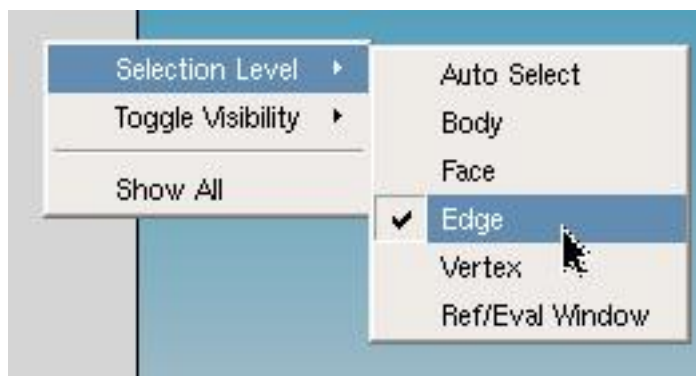 Selection Level
Toggle Visibility
Show All
Auto Select
Body
Face
Edge
Vertex
Ref/Eval Window